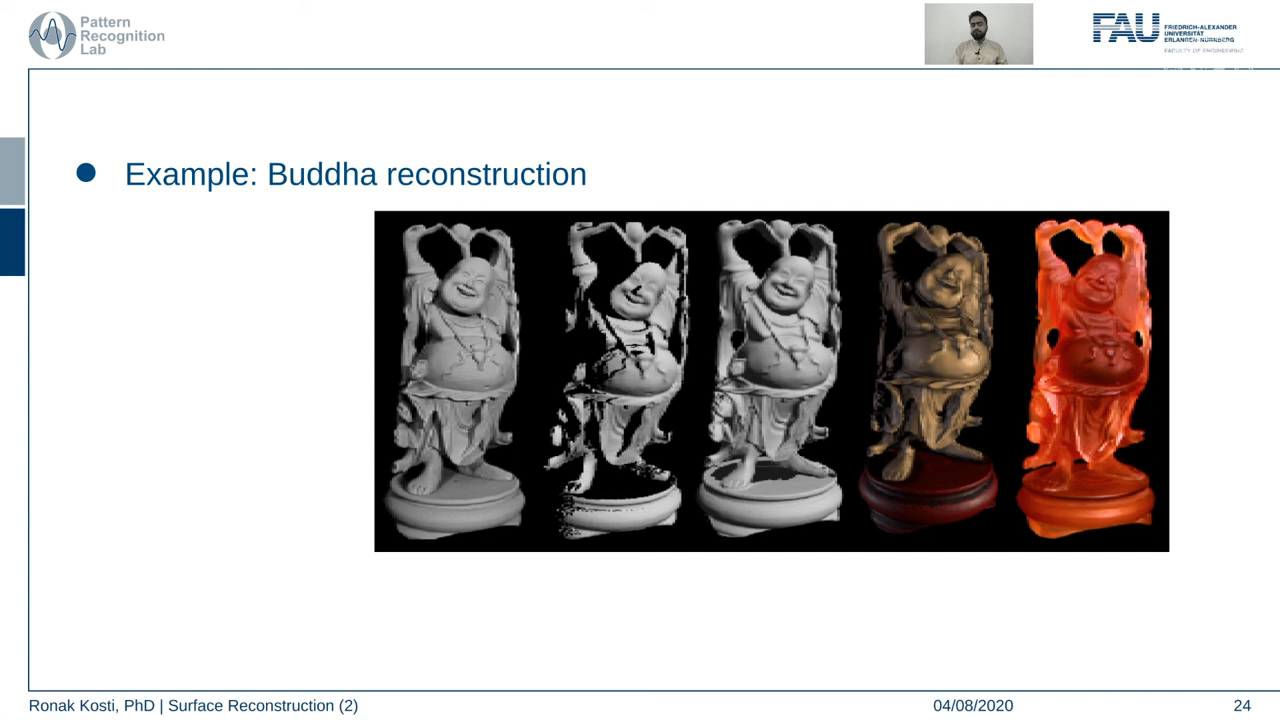 Pattern
Recognition
Lab
FAU
FRIEDRICH-ALEXANDER
UNIVERSITÄT
ERLANGEN-NÜRNBERG
FACULTY OF ENGINEERING
Example: Buddha reconstruction
Ronak Kosti, PhD | Surface Reconstruction (2)
04/08/2020
24